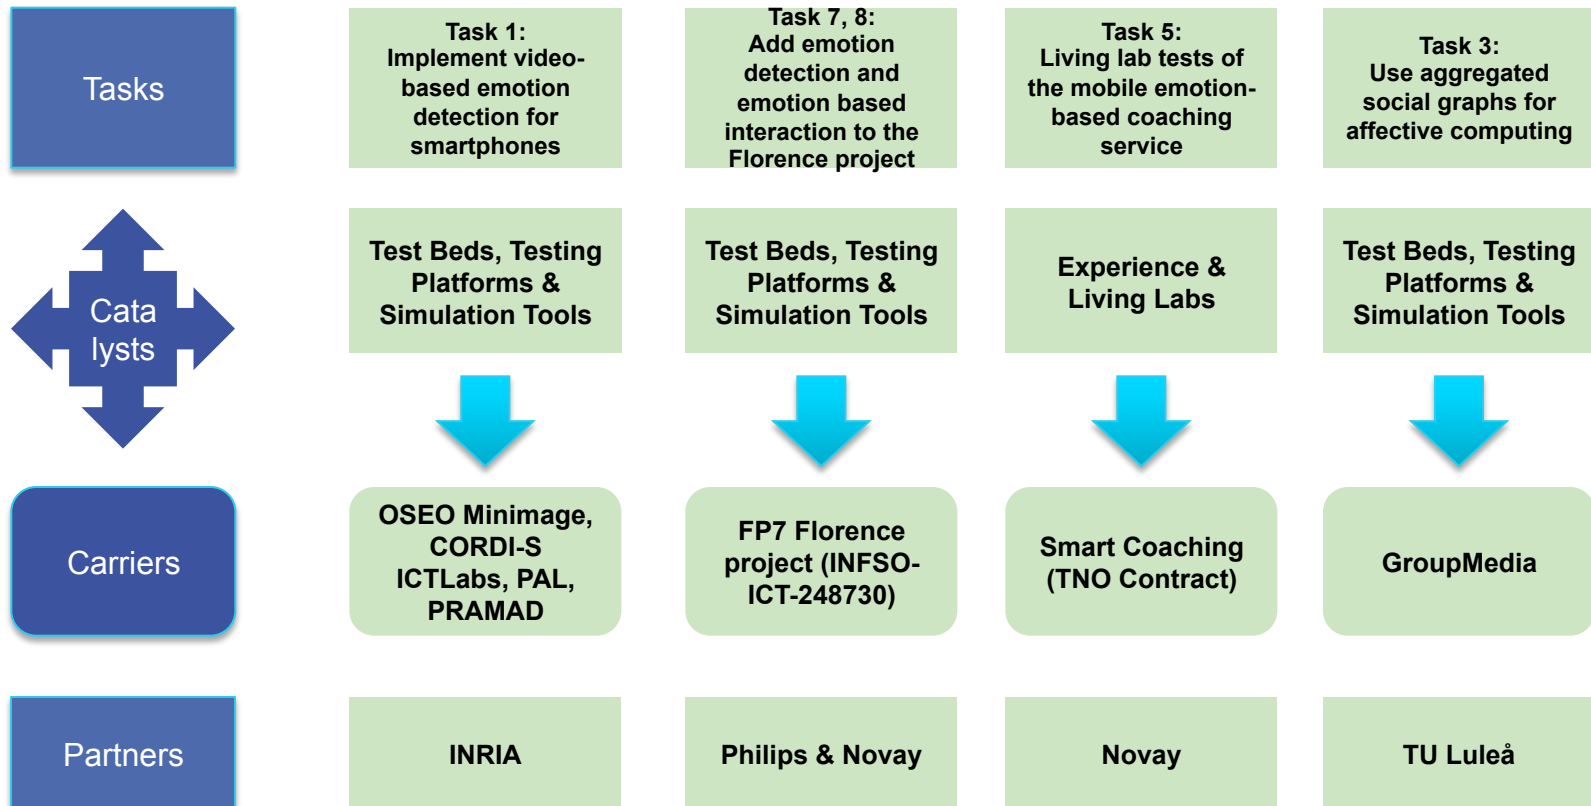 Tasks
Task 1:
Implement video-
based emotion
detection for
smartphones
Task 7, 8:
Add emotion
detection and
emotion based
interaction to the
Florence project
Task 5:
Living lab tests of
the mobile emotion-
based coaching
service
Task 3:
Use aggregated
social graphs for
affective computing
Cata
lysts
Test Beds, Testing
Platforms &
Simulation Tools
Test Beds, Testing
Platforms &
Simulation Tools
Experience &
Living Labs
Test Beds, Testing
Platforms &
Simulation Tools
Carriers
OSEO Minimage,
CORDI-S
ICTLabs, PAL,
PRAMAD
FP7 Florence
project (INFSO-
ICT-248730)
Smart Coaching
(TNO Contract)
GroupMedia
Partners
INRIA
Philips & Novay
Novay
TU Luleå